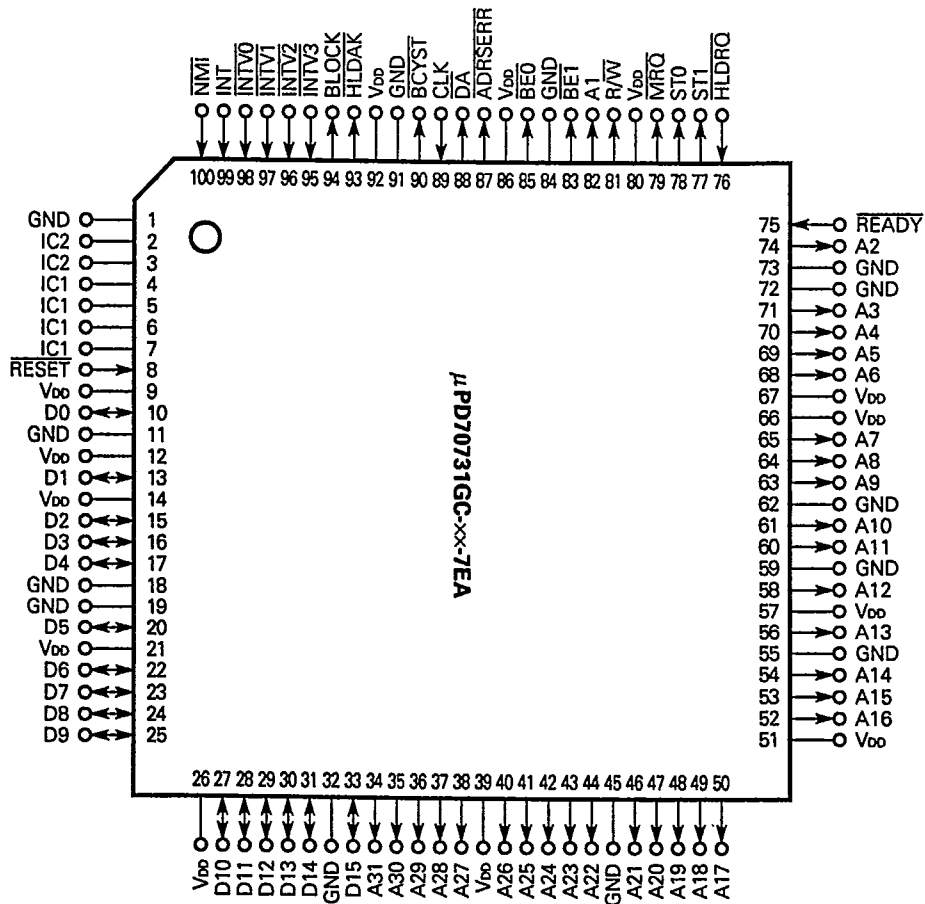 NMI
INT
INTV0
INTV1
INTV2
INTV3
BLOCK
HLDAK
VDD
GND
BCYST
CLK
DA
ADRSERR
VDD
BE0
GND
BE1
A1
R/W
VDD
MRQ
ST0
ST1
HLDRQ
100 99 98 97 96 95 94 93 92 91 90 89 88 87 86 85 84 83 82 81 80 79 78 77 76
GND 1
IC2 2
IC2 3
IC1 4
IC1 5
IC1 6
IC1 7
RESET 8
VDD 9
D0 10
GND 11
VDD 12
D1 13
VDD 14
D2 15
D3 16
D4 17
GND 18
GND 19
D5 20
VDD 21
D6 22
D7 23
D8 24
D9 25
μPD70731GC-××-7EA
75 READY
74 A2
73 GND
72 GND
71 A3
70 A4
69 A5
68 A6
67 VDD
66 VDD
65 A7
64 A8
63 A9
62 GND
61 A10
60 A11
59 GND
58 A12
57 VDD
56 A13
55 GND
54 A14
53 A15
52 A16
51 VDD
26 27 28 29 30 31 32 33 34 35 36 37 38 39 40 41 42 43 44 45 46 47 48 49 50
VDD
D10
D11
D12
D13
D14
GND
D15
A31
A30
A29
A28
A27
VDD
A26
A25
A24
A23
A22
GND
A21
A20
A19
A18
A17